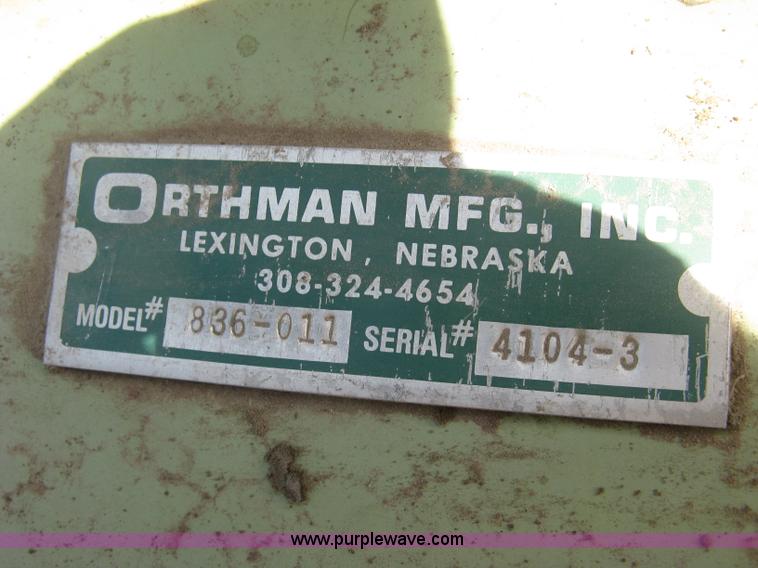 ORTHMAN MFG., INC.
LEXINGTON, NEBRASKA
308-324-4654
MODEL# 836-011 SERIAL# 4104-3
www.purplewave.com